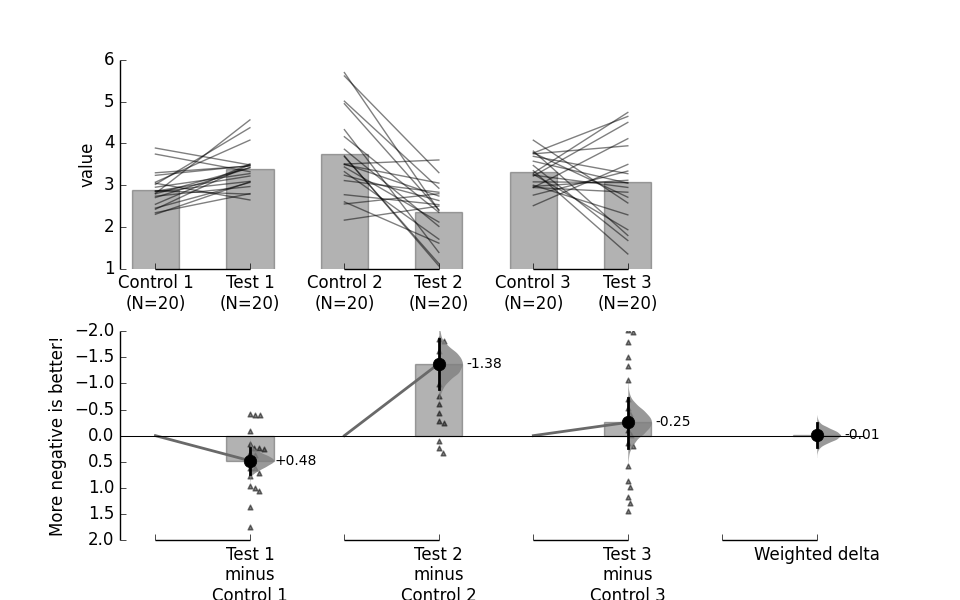 6
5
4
3
2
1
value
Control 1 Test 1 Control 2 Test 2 Control 3 Test 3
(N=20) (N=20) (N=20) (N=20) (N=20) (N=20)
−2.0
−1.5
−1.0
−0.5
0.0
0.5
1.0
1.5
2.0
More negative is better!
+0.48
-1.38
-0.25
-0.01
Test 1 Test 2 Test 3 Weighted delta
minus minus minus
Control 1 Control 2 Control 3